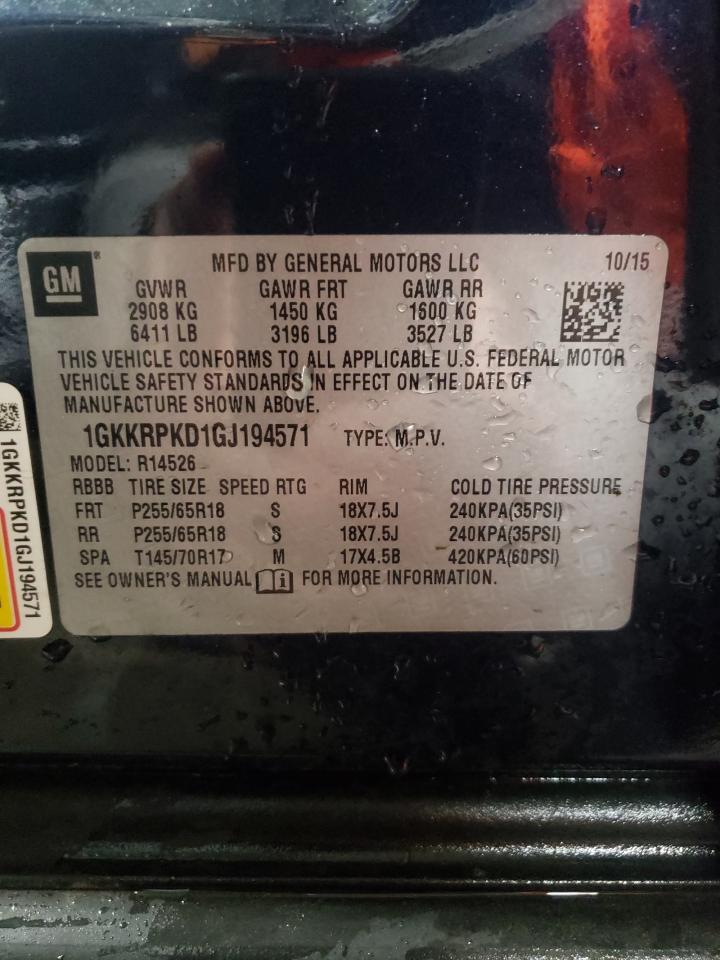 GM®
MFD BY GENERAL MOTORS LLC 10/15
GVWR GAWR FRT GAWR RR
2908 KG 1450 KG 1600 KG
6411 LB 3196 LB 3527 LB
THIS VEHICLE CONFORMS TO ALL APPLICABLE U.S. FEDERAL MOTOR
VEHICLE SAFETY STANDARDS IN EFFECT ON THE DATE OF
MANUFACTURE SHOWN ABOVE.
1GKKRPKD1GJ194571 TYPE: M.P.V.
MODEL: R14526
RBBB TIRE SIZE SPEED RTG RIM COLD TIRE PRESSURE
FRT P255/65R18 S 18X7.5J 240KPA(35PSI)
RR P255/65R18 S 18X7.5J 240KPA(35PSI)
SPA T145/70R17 M 17X4.5B 420KPA(60PSI)
SEE OWNER'S MANUAL i FOR MORE INFORMATION.
1GKKRPKD1GJ194571